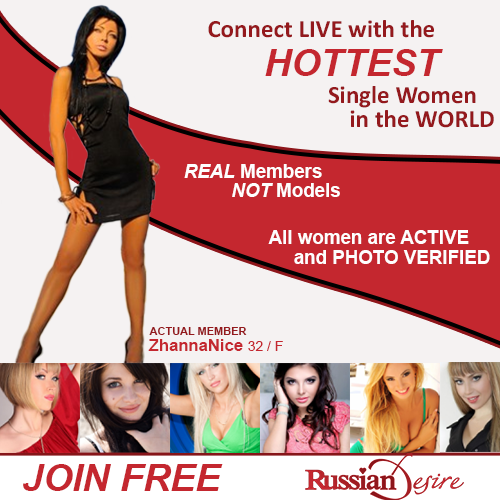 Connect LIVE with the
HOTTEST
Single Women
in the WORLD
REAL Members
NOT Models
All women are ACTIVE
and PHOTO VERIFIED
ACTUAL MEMBER
ZhannaNice 32 / F
JOIN FREE
Russian Desire